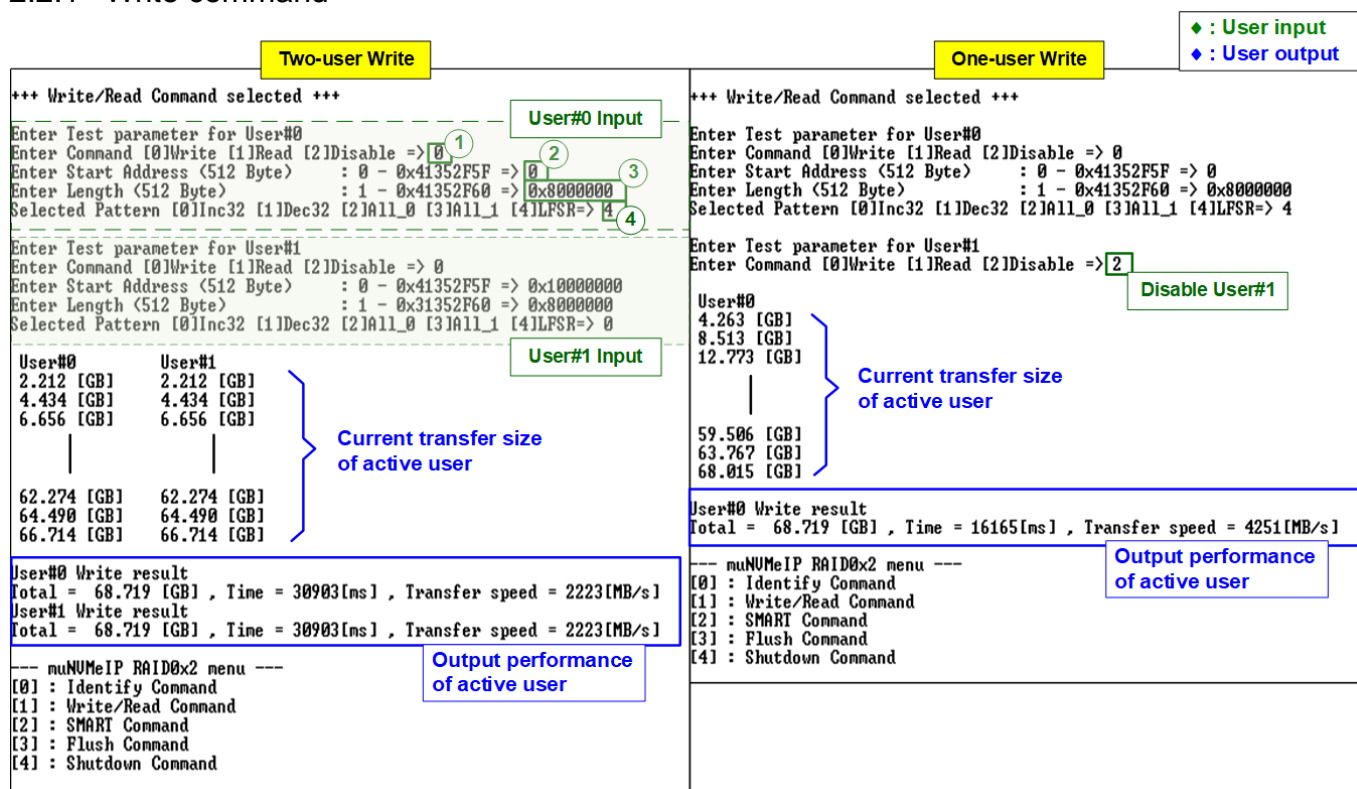 2.2.1 Write command
◆ : User input
◆ : User output
Two-user Write
+++ Write/Read Command selected +++
User#0 Input
Enter Test parameter for User#0
Enter Command [0]Write [1]Read [2]Disable => 0
1
Enter Start Address (512 Byte) : 0 - 0x41352F5F => 0
2
Enter Length (512 Byte) : 1 - 0x41352F60 => 0x8000000
3
Selected Pattern [0]Inc32 [1]Dec32 [2]All_0 [3]All_1 [4]LFSR=> 4
4
Enter Test parameter for User#1
Enter Command [0]Write [1]Read [2]Disable => 0
Enter Start Address (512 Byte) : 0 - 0x41352F5F => 0x10000000
Enter Length (512 Byte) : 1 - 0x31352F60 => 0x8000000
Selected Pattern [0]Inc32 [1]Dec32 [2]All_0 [3]All_1 [4]LFSR=> 0
User#1 Input
User#0 User#1
2.212 [GB] 2.212 [GB]
4.434 [GB] 4.434 [GB]
6.656 [GB] 6.656 [GB]
Current transfer size
of active user
62.274 [GB] 62.274 [GB]
64.490 [GB] 64.490 [GB]
66.714 [GB] 66.714 [GB]
User#0 Write result
Total = 68.719 [GB] , Time = 30903[ms] , Transfer speed = 2223[MB/s]
User#1 Write result
Total = 68.719 [GB] , Time = 30903[ms] , Transfer speed = 2223[MB/s]
Output performance
of active user
--- muNVMeIP RAID0x2 menu ---
[0] : Identify Command
[1] : Write/Read Command
[2] : SMART Command
[3] : Flush Command
[4] : Shutdown Command
One-user Write
+++ Write/Read Command selected +++
Enter Test parameter for User#0
Enter Command [0]Write [1]Read [2]Disable => 0
Enter Start Address (512 Byte) : 0 - 0x41352F5F => 0
Enter Length (512 Byte) : 1 - 0x41352F60 => 0x8000000
Selected Pattern [0]Inc32 [1]Dec32 [2]All_0 [3]All_1 [4]LFSR=> 4
Enter Test parameter for User#1
Enter Command [0]Write [1]Read [2]Disable => 2
Disable User#1
User#0
4.263 [GB]
8.513 [GB]
12.773 [GB]
Current transfer size
of active user
59.506 [GB]
63.767 [GB]
68.015 [GB]
User#0 Write result
Total = 68.719 [GB] , Time = 16165[ms] , Transfer speed = 4251[MB/s]
Output performance
of active user
--- muNVMeIP RAID0x2 menu ---
[0] : Identify Command
[1] : Write/Read Command
[2] : SMART Command
[3] : Flush Command
[4] : Shutdown Command